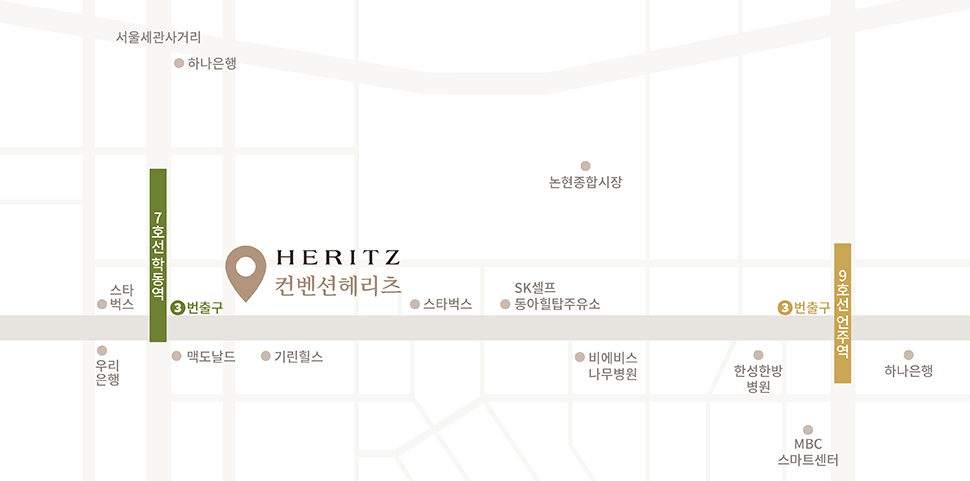 서울세관사거리
하나은행
논현종합시장
7호선 학동역
HERITZ
컨벤션헤리츠
9호선 언주역
스타
벅스
3번출구
스타벅스
SK셀프
동아힐탑주유소
3번출구
우리
은행
맥도날드
기린힐스
비에비스
나무병원
한성한방
병원
하나은행
MBC
스마트센터